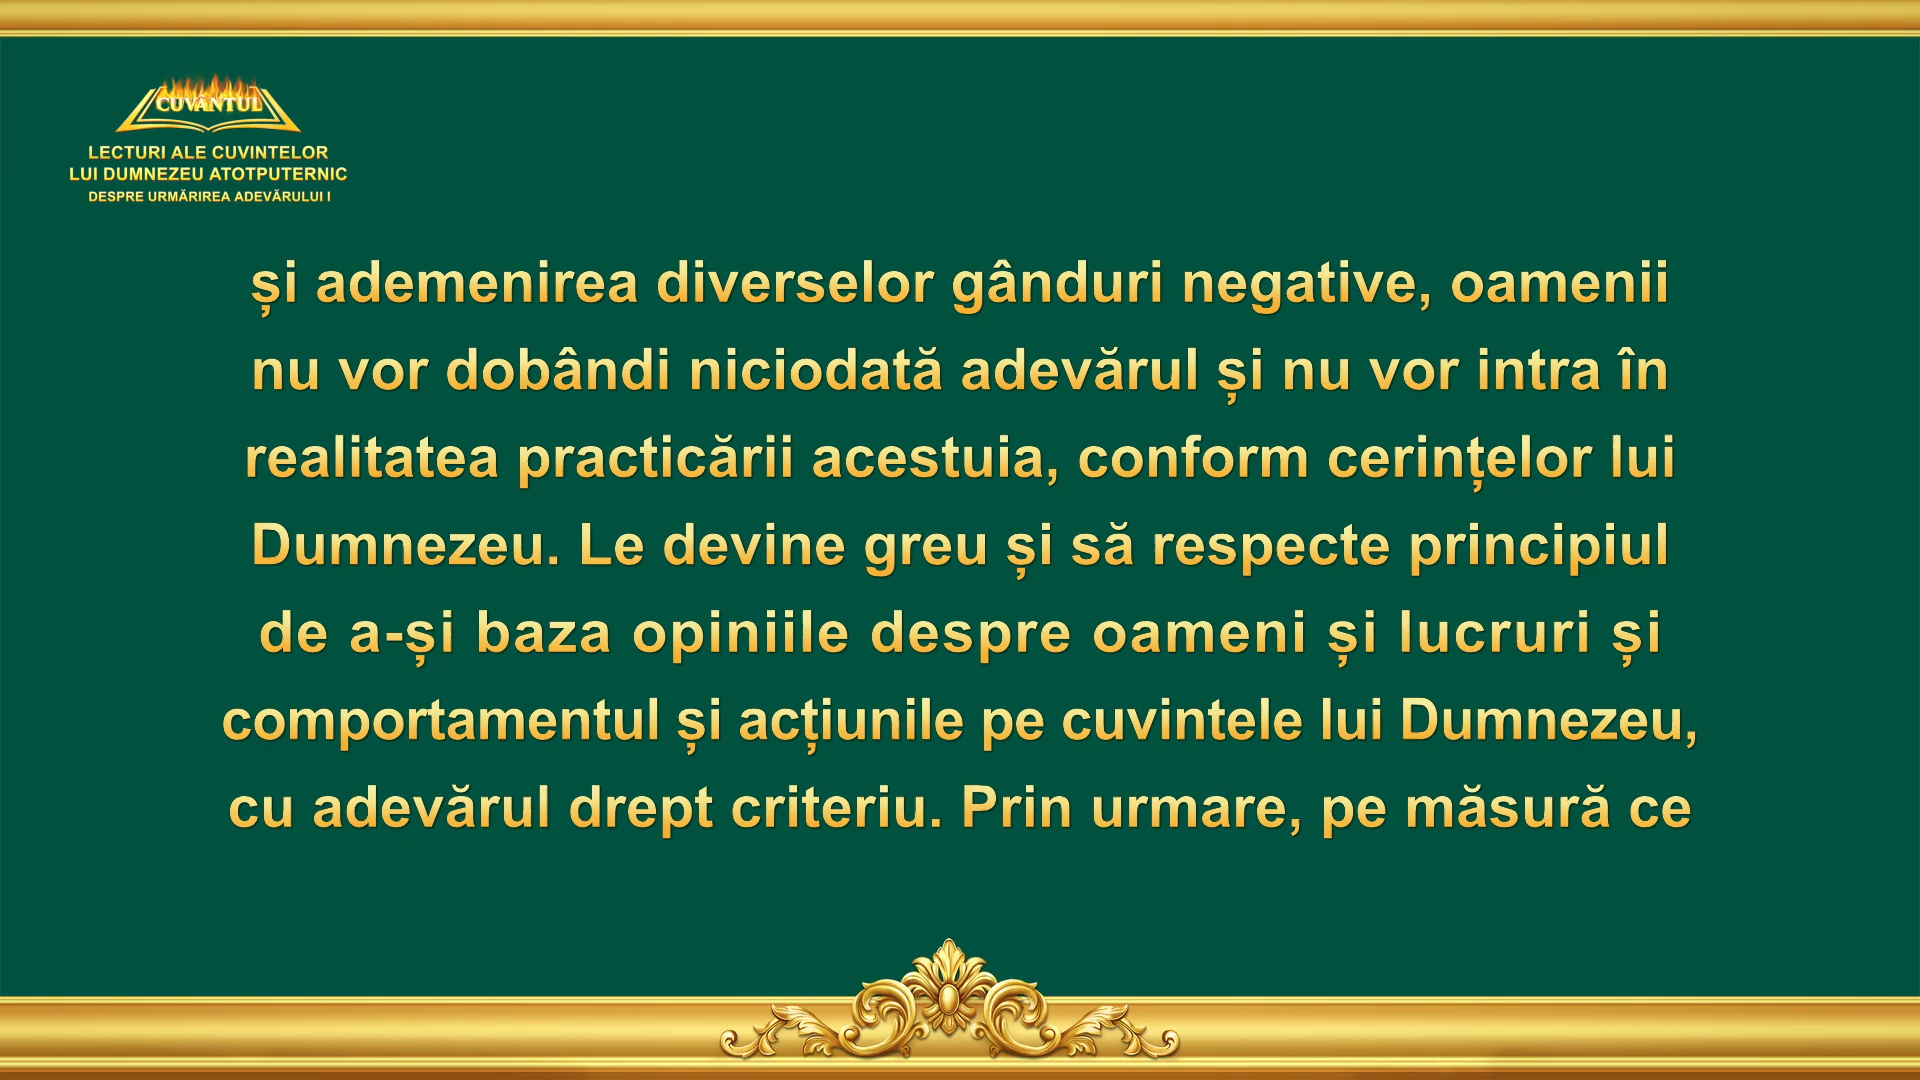 CUVÂNTUL
LECTURI ALE CUVINTELOR
LUI DUMNEZEU ATOTPUTERNIC
DESPRE URMĂRIREA ADEVĂRULUI I
și ademenirea diverselor gânduri negative, oamenii
nu vor dobândi niciodată adevărul și nu vor intra în
realitatea practicării acestuia, conform cerințelor lui
Dumnezeu. Le devine greu și să respecte principiul
de a-și baza opiniile despre oameni și lucruri și
comportamentul și acțiunile pe cuvintele lui Dumnezeu,
cu adevărul drept criteriu. Prin urmare, pe măsură ce